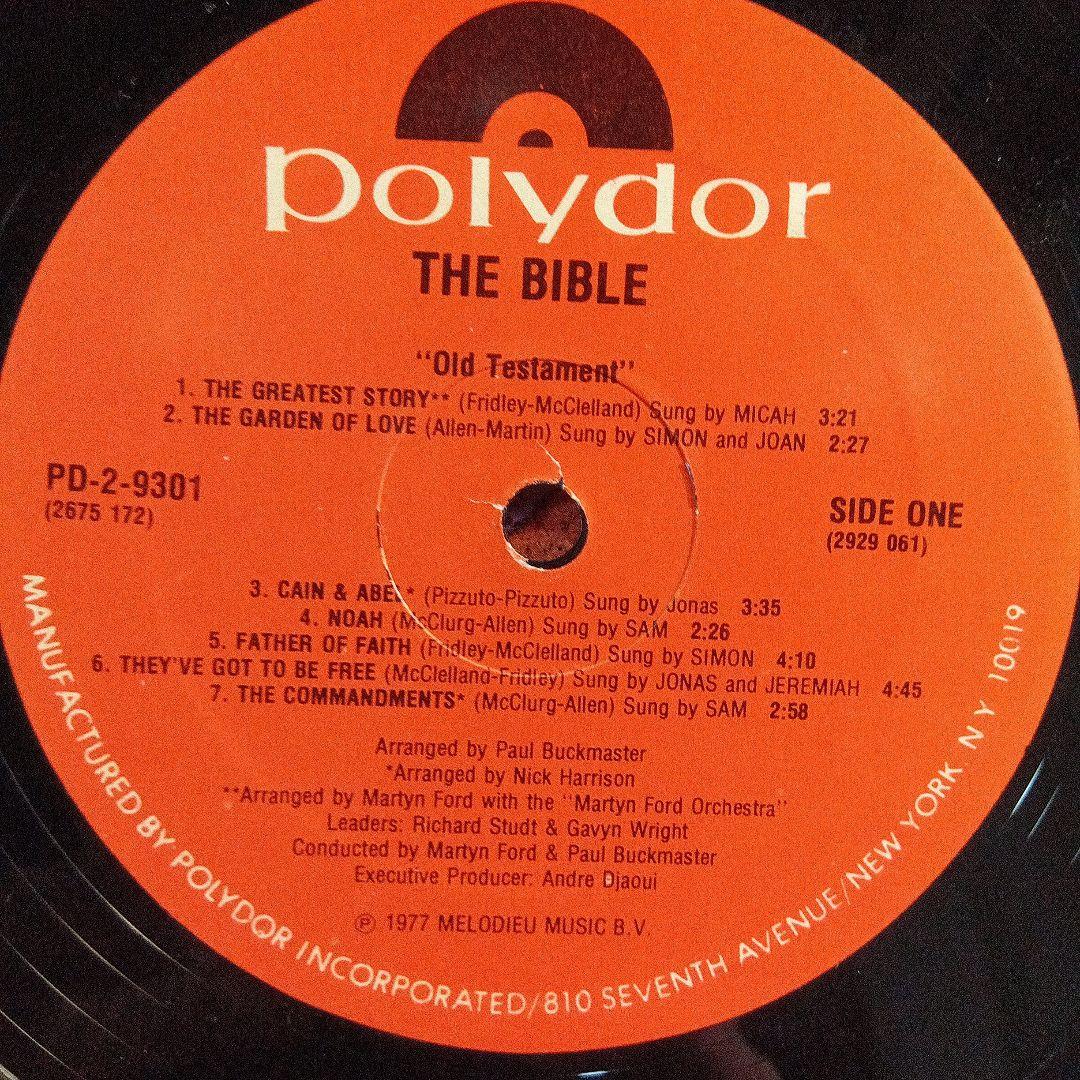 polydor
THE BIBLE
"Old Testament"
1. THE GREATEST STORY** (Fridley-McClelland) Sung by MICAH 3:21
2. THE GARDEN OF LOVE (Allen-Martin) Sung by SIMON and JOAN 2:27
PD-2-9301
(2675 172)
SIDE ONE
(2929 061)
3. CAIN & ABEL* (Pizzuto-Pizzuto) Sung by Jonas 3:35
4. NOAH (McClurg-Allen) Sung by SAM 2:26
5. FATHER OF FAITH (Fridley-McClelland) Sung by SIMON 4:10
6. THEY'VE GOT TO BE FREE (McClelland-Fridley) Sung by JONAS and JEREMIAH 4:45
7. THE COMMANDMENTS* (McClurg-Allen) Sung by SAM 2:58
Arranged by Paul Buckmaster
*Arranged by Nick Harrison
**Arranged by Martyn Ford with the "Martyn Ford Orchestra"
Leaders: Richard Studt & Gavyn Wright
Conducted by Martyn Ford & Paul Buckmaster
Executive Producer: Andre Djaoui
℗ 1977 MELODIEU MUSIC B.V.
MANUFACTURED BY POLYDOR INCORPORATED/810 SEVENTH AVENUE/NEW YORK. N Y 10019